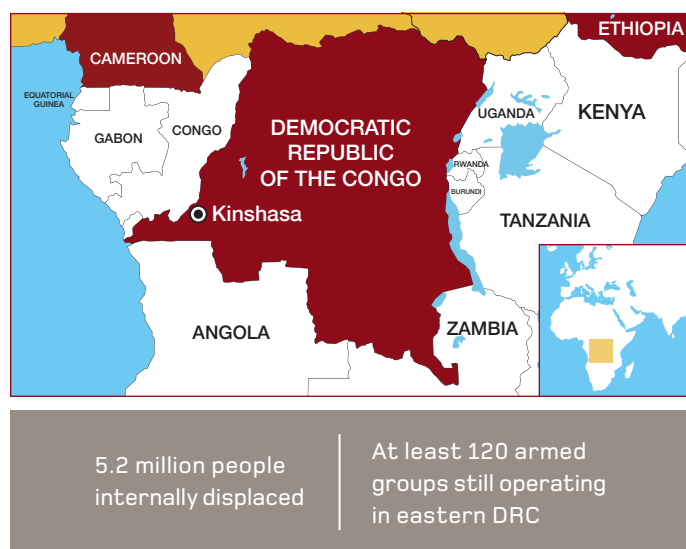 ETHIOPIA
CAMEROON
EQUATORIAL
GUINEA
UGANDA
KENYA
GABON
CONGO
DEMOCRATIC
REPUBLIC
OF THE CONGO
RWANDA
BURUNDI
Kinshasa
TANZANIA
ANGOLA
ZAMBIA
5.2 million people
internally displaced
At least 120 armed
groups still operating
in eastern DRC